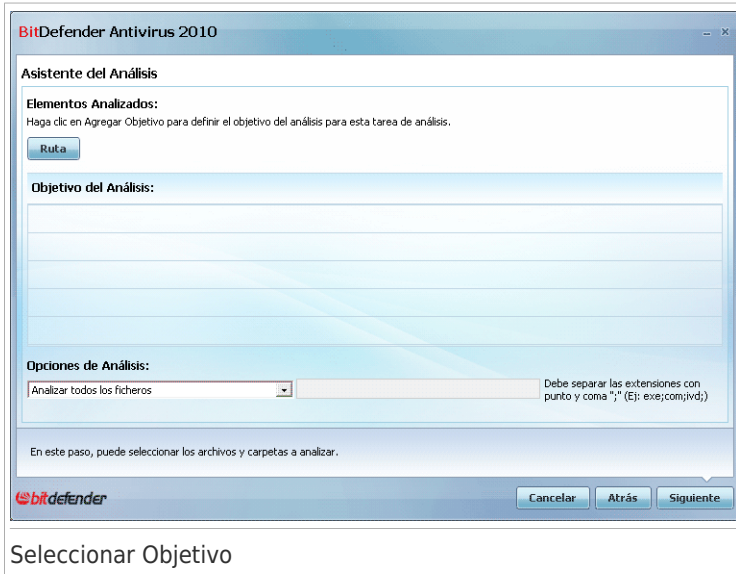 BitDefender Antivirus 2010
Asistente del Análisis
Elementos Analizados:
Haga clic en Agregar Objetivo para definir el objetivo del análisis para esta tarea de análisis.
Ruta
Objetivo del Análisis:
Opciones de Análisis:
Analizar todos los ficheros
Debe separar las extensiones con
punto y coma ";" (Ej: exe;com;ivd;)
En este paso, puede seleccionar los archivos y carpetas a analizar.
bitdefender
Cancelar
Atrás
Siguiente
Seleccionar Objetivo